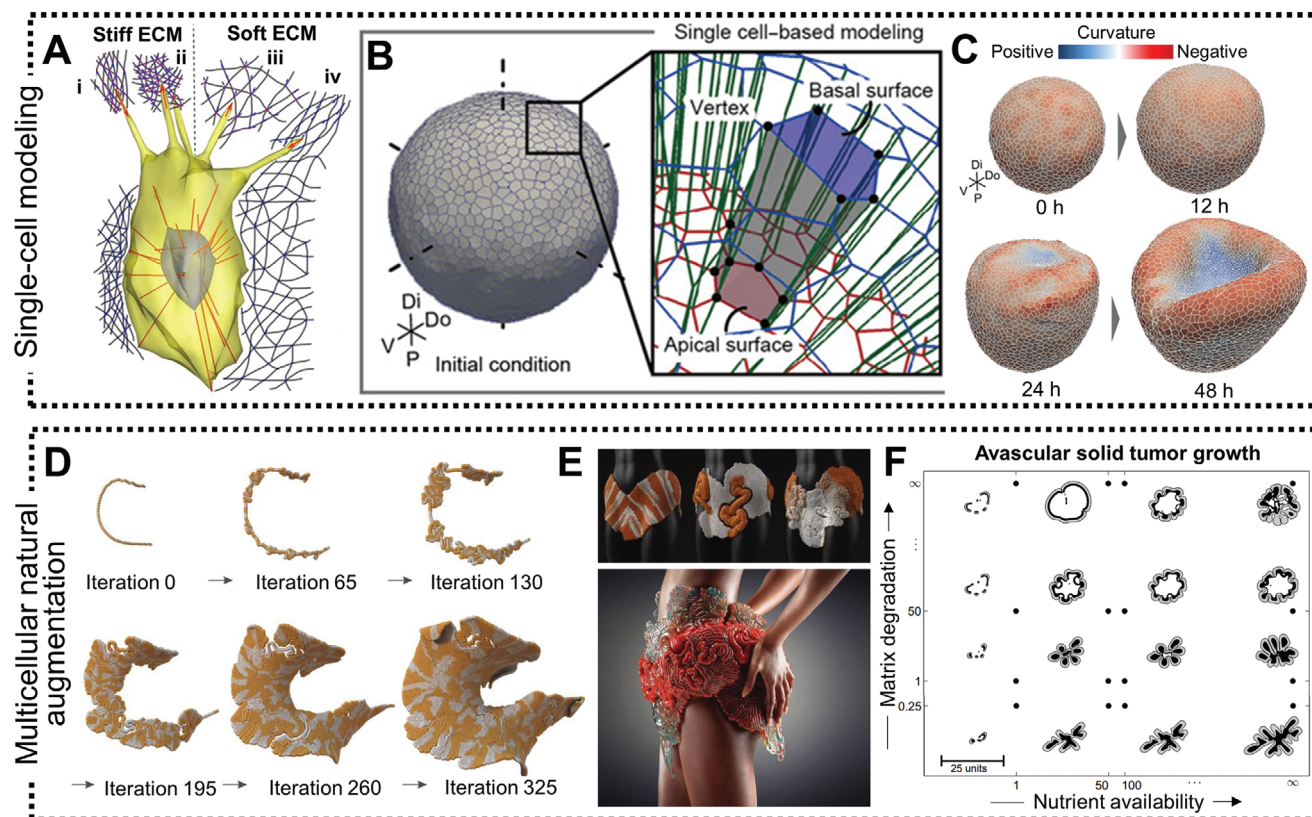 Single-cell modeling
A
Stiff ECM
Soft ECM
i
ii
iii
iv
B
Single cell–based modeling
Vertex
Basal surface
Apical surface
Di
Do
V
P
Initial condition
C
Curvature
Positive
Negative
Di
Do
V
P
0 h
12 h
24 h
48 h
Multicellular natural
augmentation
D
Iteration 0
Iteration 65
Iteration 130
Iteration 195
Iteration 260
Iteration 325
E
F
Avascular solid tumor growth
Matrix degradation
∞
...
50
1
0.25
25 units
1
50
100
...
∞
Nutrient availability